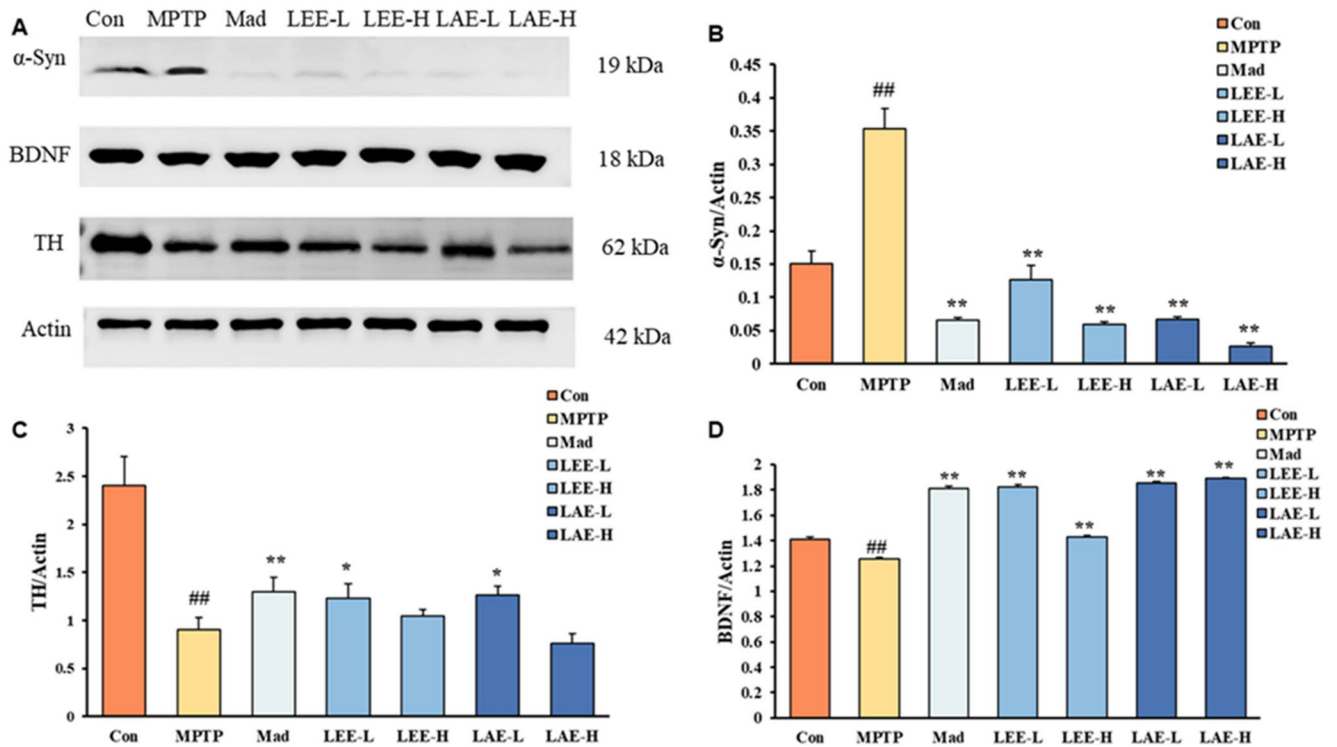 A
Con MPTP Mad LEE-L LEE-H LAE-L LAE-H
α-Syn 19 kDa
BDNF 18 kDa
TH 62 kDa
Actin 42 kDa
B
Con
MPTP
Mad
LEE-L
LEE-H
LAE-L
LAE-H
α-Syn/Actin
0.45
0.4
0.35
0.3
0.25
0.2
0.15
0.1
0.05
0
##
**
**
**
**
**
Con MPTP Mad LEE-L LEE-H LAE-L LAE-H
C
Con
MPTP
Mad
LEE-L
LEE-H
LAE-L
LAE-H
TH/Actin
3
2.5
2
1.5
1
0.5
0
##
**
*
*
Con MPTP Mad LEE-L LEE-H LAE-L LAE-H
D
Con
MPTP
Mad
LEE-L
LEE-H
LAE-L
LAE-H
BDNF/Actin
2
1.8
1.6
1.4
1.2
1
0.8
0.6
0.4
0.2
0
##
**
**
**
**
**
Con MPTP Mad LEE-L LEE-H LAE-L LAE-H